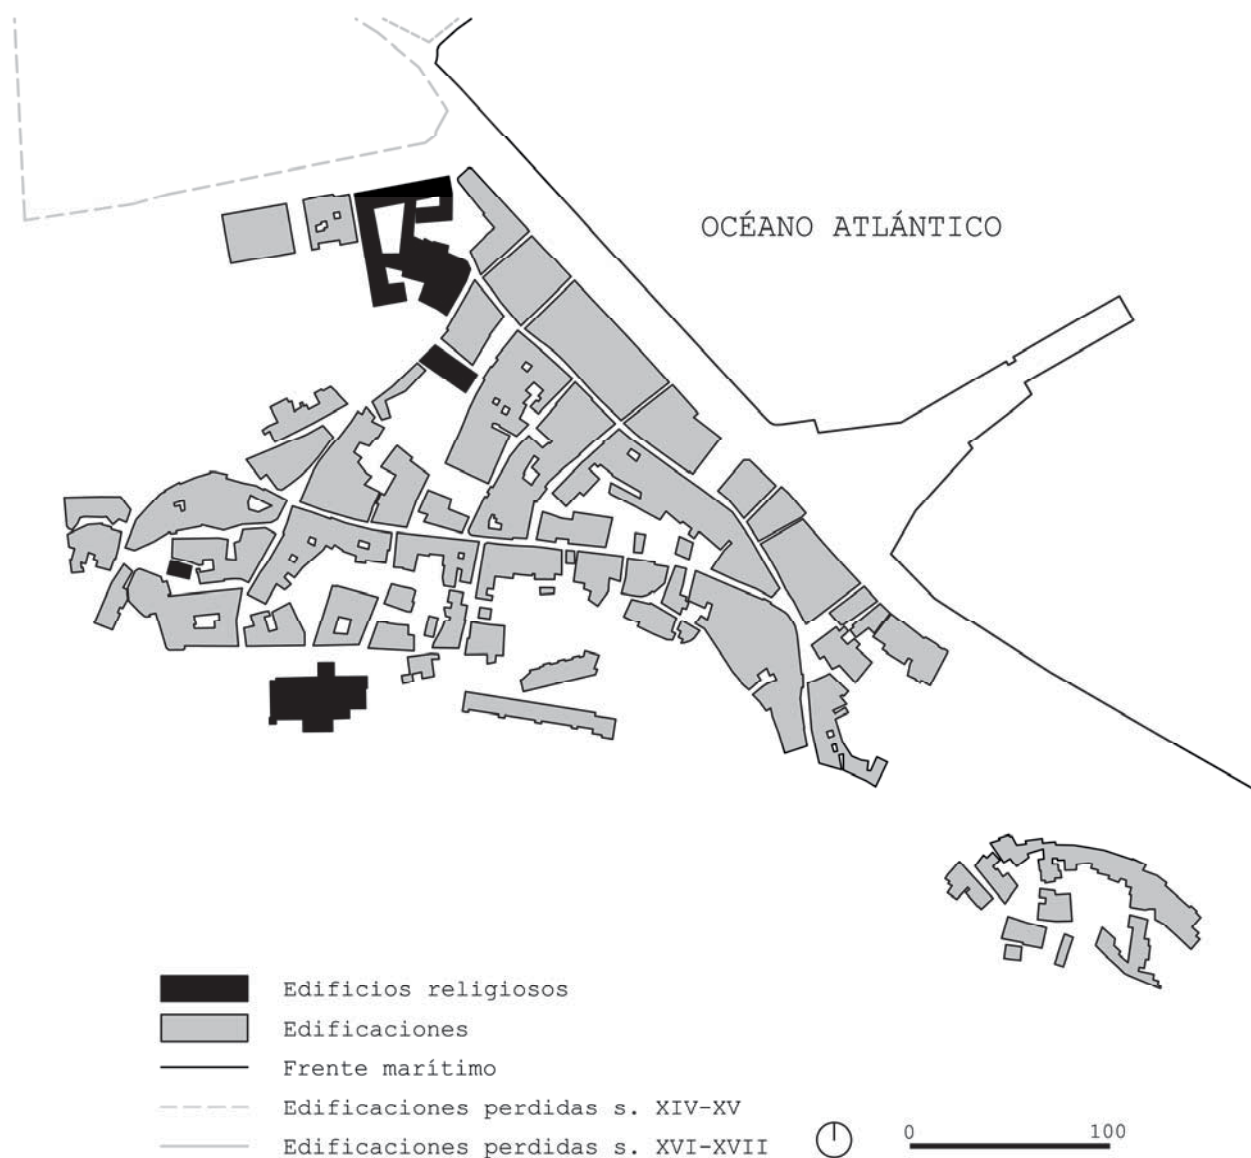 OCÉANO ATLÁNTICO
Edificios religiosos
Edificaciones
Frente marítimo
Edificaciones perdidas s. XIV-XV
Edificaciones perdidas s. XVI-XVII
0 100